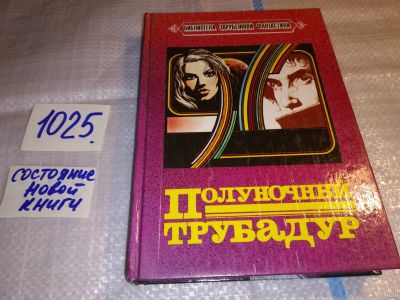 БИБЛИОТЕКА ЗАРУБЕЖНОЙ ФАНТАСТИКИ
1025.
состояние
новой
книги
Полуночный
трубадур